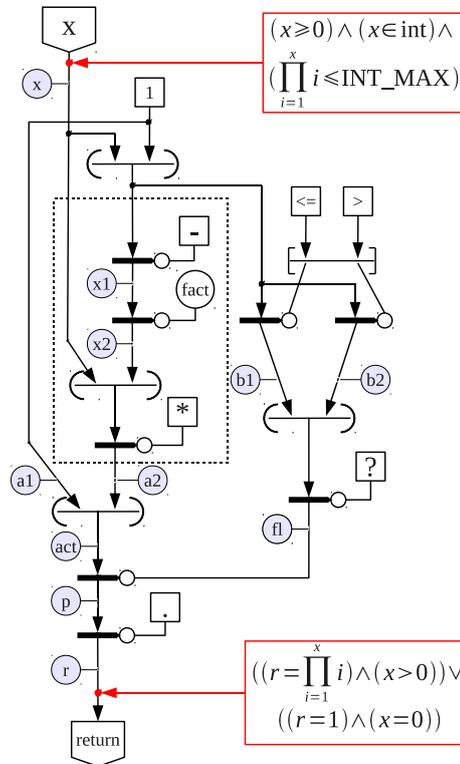 x
(x⩾0)∧(x∈int)∧
(∏_{i=1}^{x} i⩽INT_MAX)
x
1
<=
>
-
x1
fact
x2
b1
b2
*
?
a1
a2
fl
act
p
.
r
((r=∏_{i=1}^{x} i)∧(x>0))∨
((r=1)∧(x=0))
return